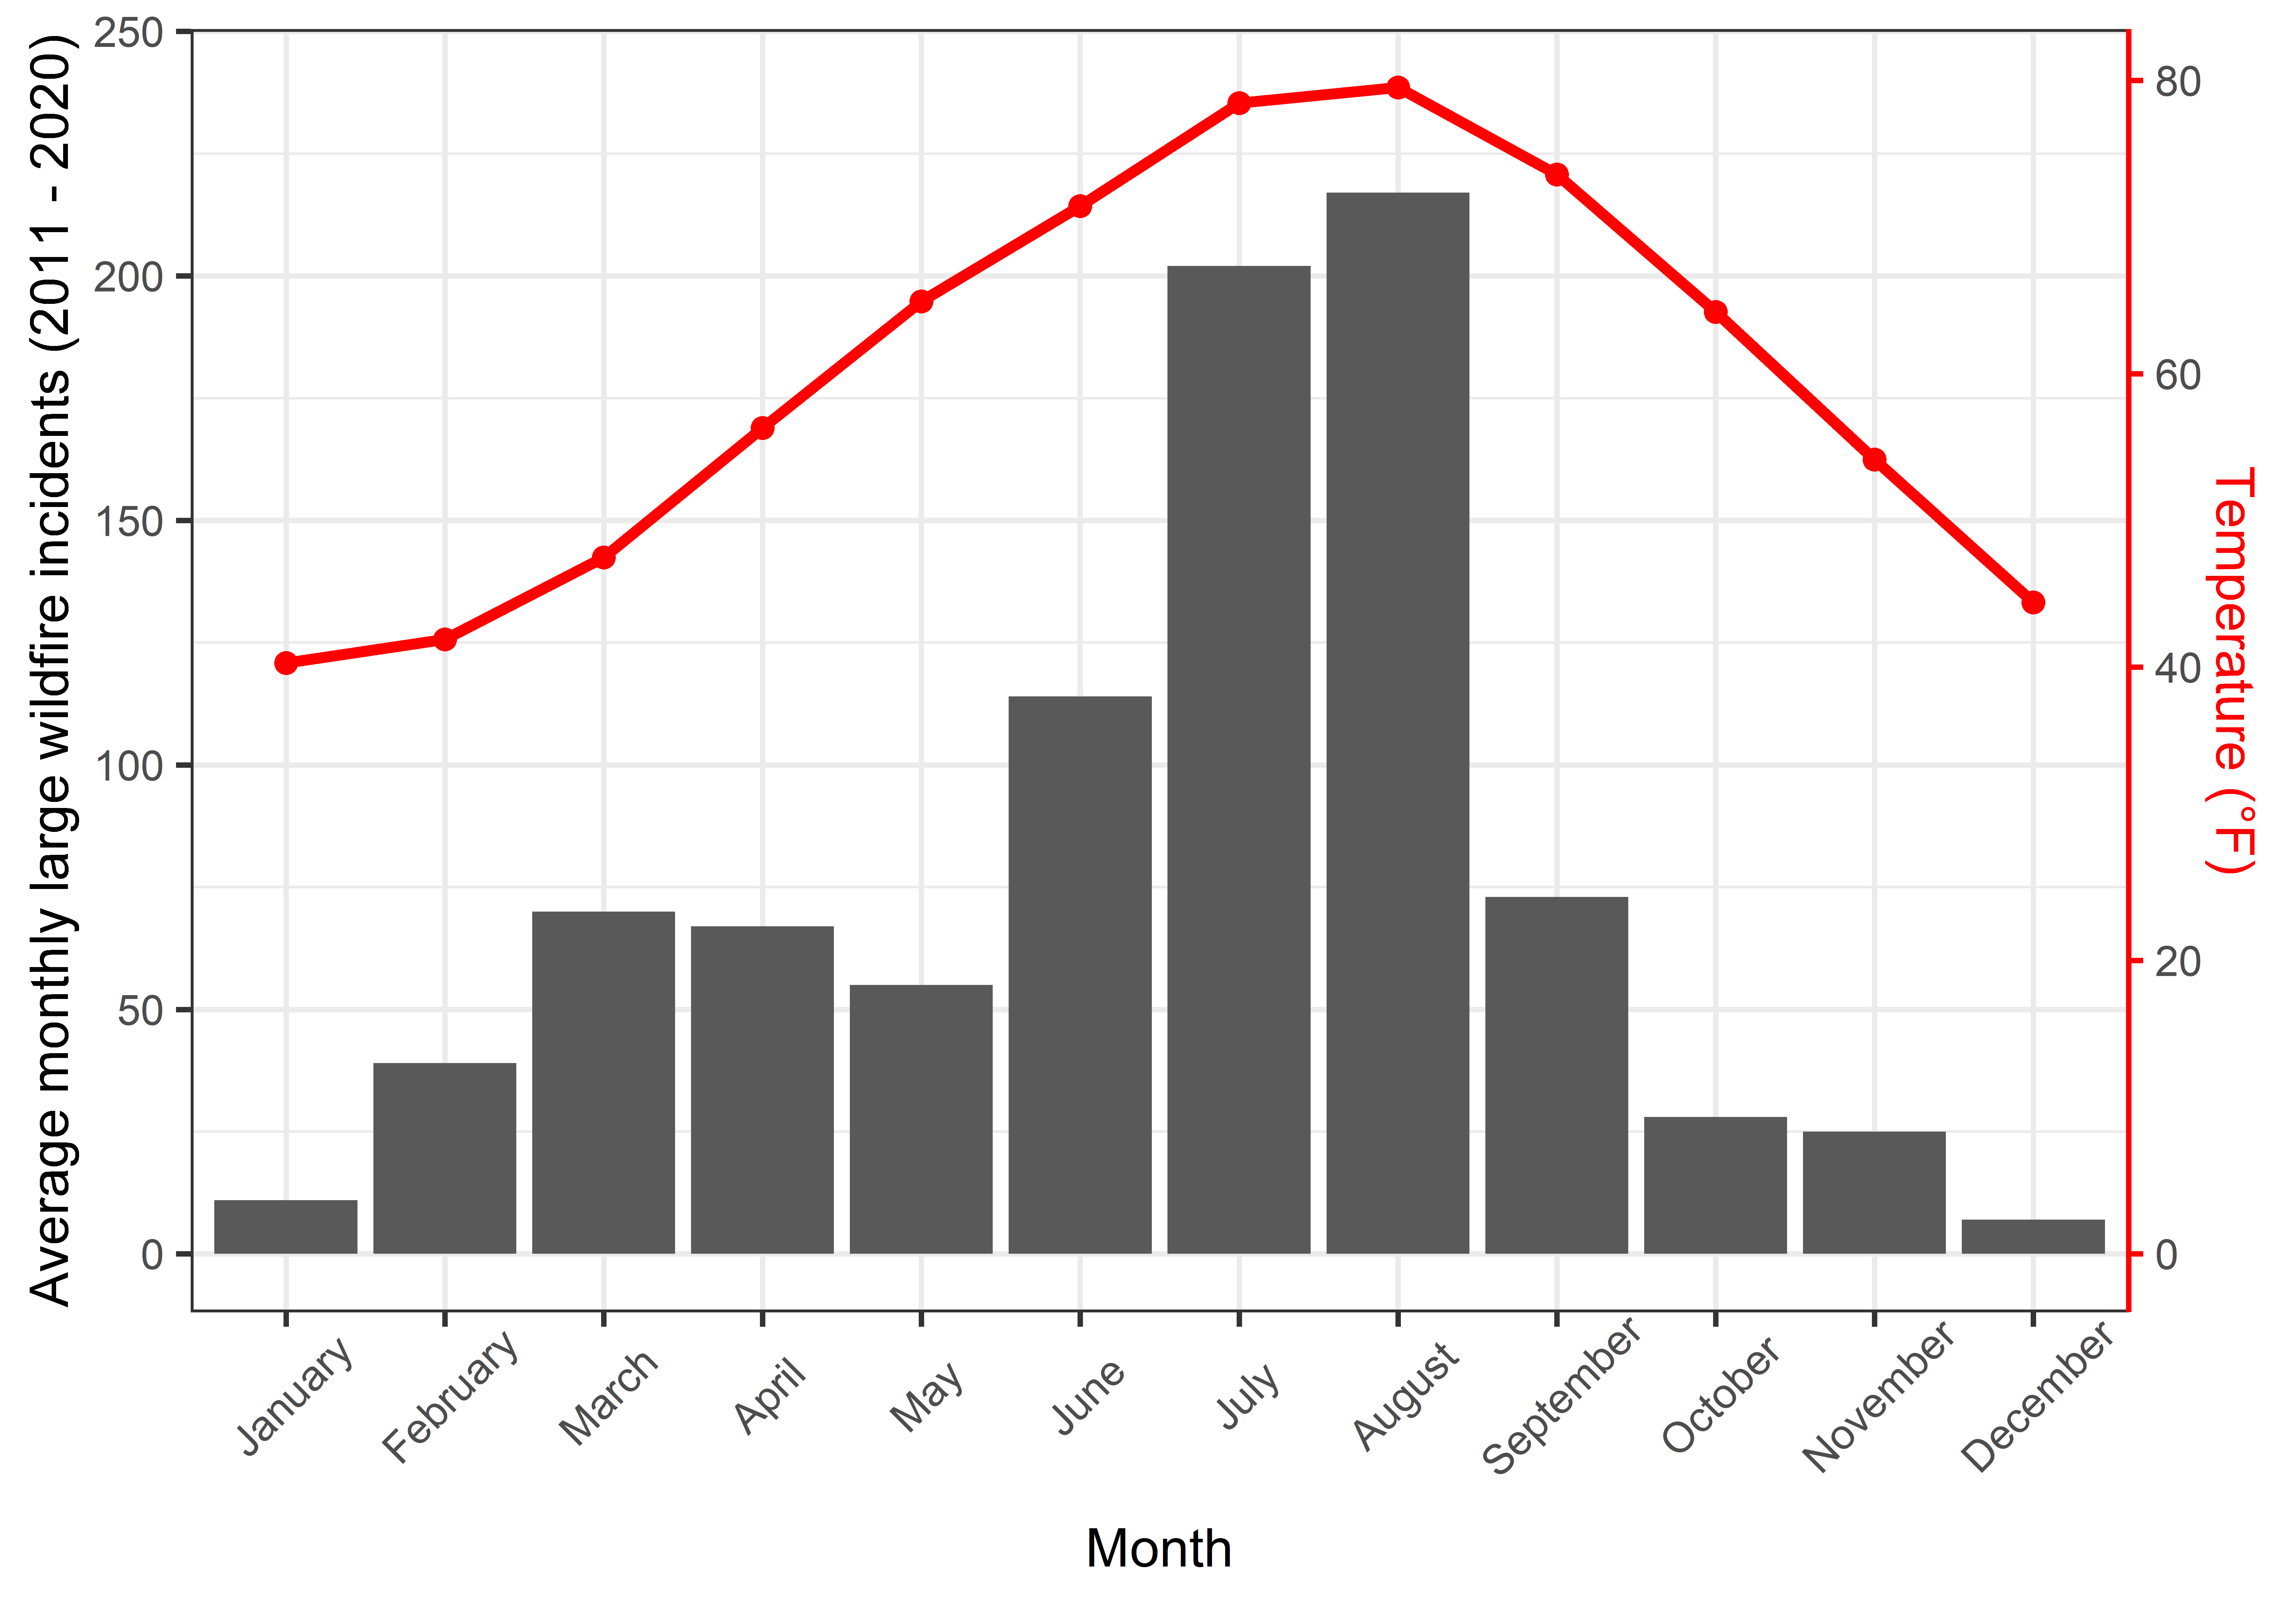 Average monthly large wildfire incidents (2011 - 2020)
250
200
150
100
50
0
80
60
40
20
0
Temperature (°F)
January
February
March
April
May
June
July
August
September
October
November
December
Month